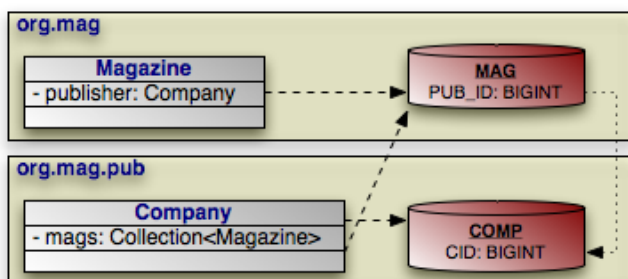 org.mag
Magazine
- publisher: Company
MAG
PUB_ID: BIGINT
org.mag.pub
Company
- mags: Collection<Magazine>
COMP
CID: BIGINT